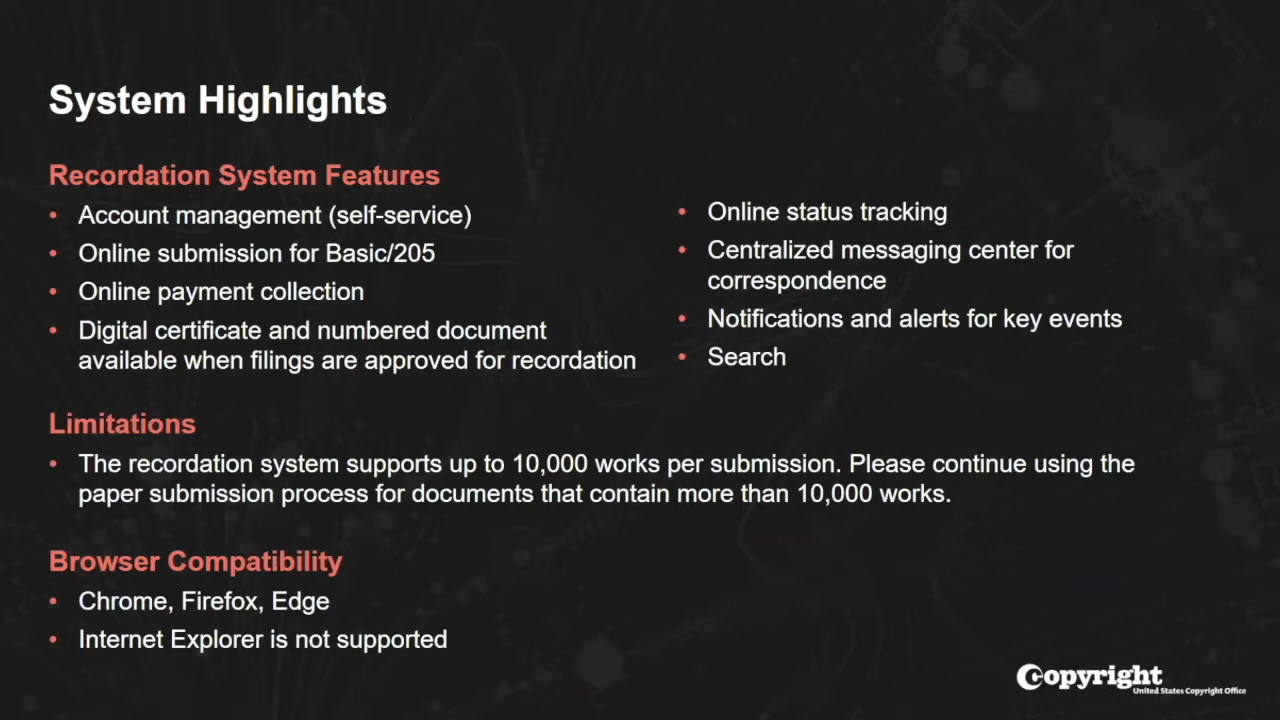 System Highlights
Recordation System Features
• Account management (self-service)
• Online submission for Basic/205
• Online payment collection
• Digital certificate and numbered document
available when filings are approved for recordation
• Online status tracking
• Centralized messaging center for
correspondence
• Notifications and alerts for key events
• Search
Limitations
• The recordation system supports up to 10,000 works per submission. Please continue using the
paper submission process for documents that contain more than 10,000 works.
Browser Compatibility
• Chrome, Firefox, Edge
• Internet Explorer is not supported
Copyright
United States Copyright Office